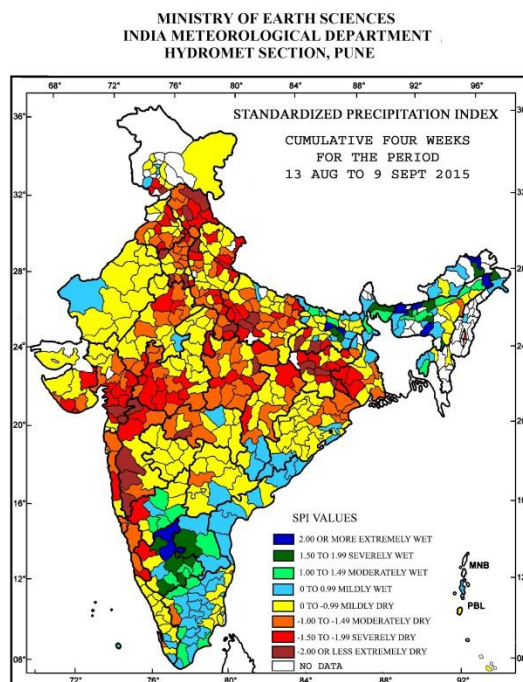 MINISTRY OF EARTH SCIENCES
INDIA METEOROLOGICAL DEPARTMENT
HYDROMET SECTION, PUNE
68° 72° 76° 80° 84° 88° 92° 96°
STANDARDIZED PRECIPITATION INDEX
CUMULATIVE FOUR WEEKS
FOR THE PERIOD
13 AUG TO 9 SEPT 2015
36°
32°
28°
24°
20°
16°
12°
08°
SPI VALUES
2.00 OR MORE EXTREMELY WET
1.50 TO 1.99 SEVERELY WET
1.00 TO 1.49 MODERATELY WET
0 TO 0.99 MILDLY WET
0 TO -0.99 MILDLY DRY
-1.00 TO -1.49 MODERATELY DRY
-1.50 TO -1.99 SEVERELY DRY
-2.00 OR LESS EXTREMELY DRY
NO DATA
MNB
PBL
72° 76° 80° 84° 88° 92°